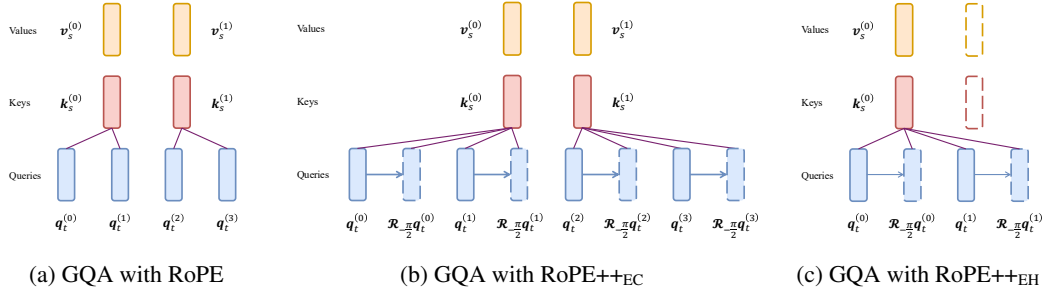 Values v_s^(0) v_s^(1) Values v_s^(0) v_s^(1) Values v_s^(0)
Keys k_s^(0) k_s^(1) Keys k_s^(0) k_s^(1) Keys k_s^(0)
Queries Queries Queries
q_t^(0) q_t^(1) q_t^(2) q_t^(3) q_t^(0) 𝓡_{-π/2}q_t^(0) q_t^(1) 𝓡_{-π/2}q_t^(1) q_t^(2) 𝓡_{-π/2}q_t^(2) q_t^(3) 𝓡_{-π/2}q_t^(3) q_t^(0) 𝓡_{-π/2}q_t^(0) q_t^(1) 𝓡_{-π/2}q_t^(1)
(a) GQA with RoPE (b) GQA with RoPE++EC (c) GQA with RoPE++EH